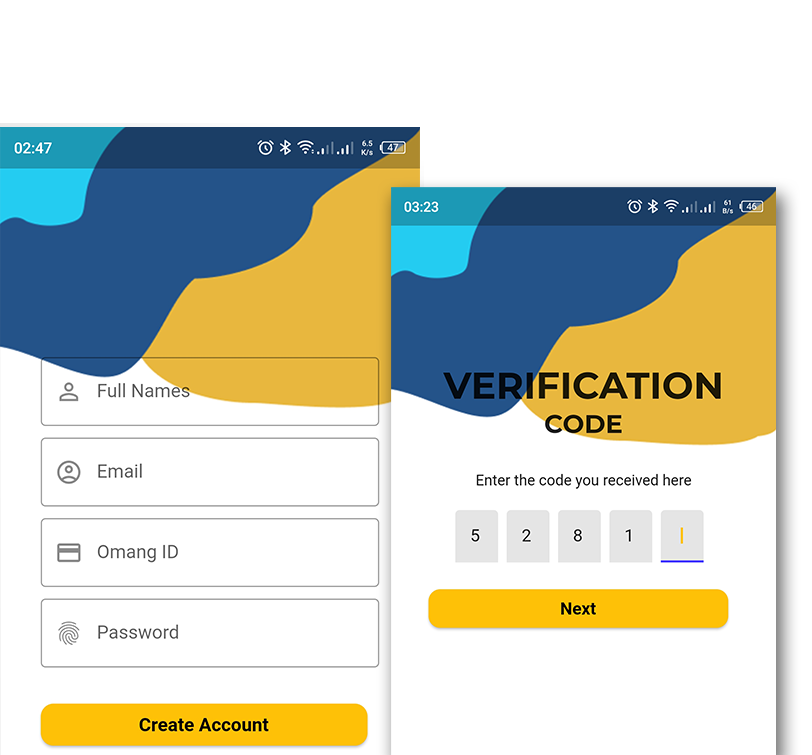 02:47
6.5
K/s
47
Full Names
Email
Omang ID
Password
Create Account
03:23
61
B/s
46
VERIFICATION
CODE
Enter the code you received here
5 2 8 1
Next